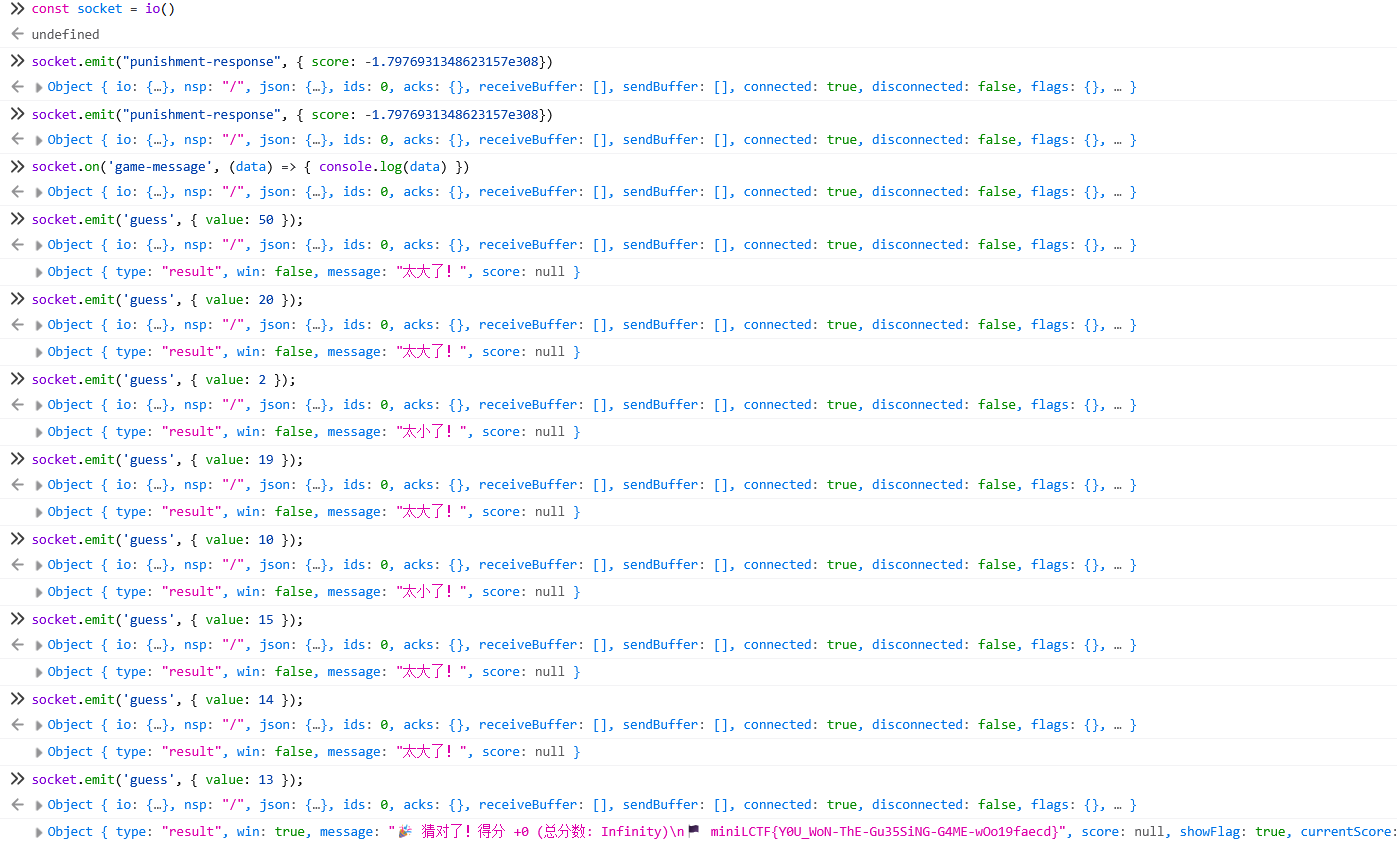 const socket = io()
undefined
socket.emit("punishment-response", { score: -1.7976931348623157e308})
Object { io: {…}, nsp: "/", json: {…}, ids: 0, acks: {}, receiveBuffer: [], sendBuffer: [], connected: true, disconnected: false, flags: {}, … }
socket.emit("punishment-response", { score: -1.7976931348623157e308})
Object { io: {…}, nsp: "/", json: {…}, ids: 0, acks: {}, receiveBuffer: [], sendBuffer: [], connected: true, disconnected: false, flags: {}, … }
socket.on('game-message', (data) => { console.log(data) })
Object { io: {…}, nsp: "/", json: {…}, ids: 0, acks: {}, receiveBuffer: [], sendBuffer: [], connected: true, disconnected: false, flags: {}, … }
socket.emit('guess', { value: 50 });
Object { io: {…}, nsp: "/", json: {…}, ids: 0, acks: {}, receiveBuffer: [], sendBuffer: [], connected: true, disconnected: false, flags: {}, … }
Object { type: "result", win: false, message: "太大了！", score: null }
socket.emit('guess', { value: 20 });
Object { io: {…}, nsp: "/", json: {…}, ids: 0, acks: {}, receiveBuffer: [], sendBuffer: [], connected: true, disconnected: false, flags: {}, … }
Object { type: "result", win: false, message: "太大了！", score: null }
socket.emit('guess', { value: 2 });
Object { io: {…}, nsp: "/", json: {…}, ids: 0, acks: {}, receiveBuffer: [], sendBuffer: [], connected: true, disconnected: false, flags: {}, … }
Object { type: "result", win: false, message: "太小了！", score: null }
socket.emit('guess', { value: 19 });
Object { io: {…}, nsp: "/", json: {…}, ids: 0, acks: {}, receiveBuffer: [], sendBuffer: [], connected: true, disconnected: false, flags: {}, … }
Object { type: "result", win: false, message: "太大了！", score: null }
socket.emit('guess', { value: 10 });
Object { io: {…}, nsp: "/", json: {…}, ids: 0, acks: {}, receiveBuffer: [], sendBuffer: [], connected: true, disconnected: false, flags: {}, … }
Object { type: "result", win: false, message: "太小了！", score: null }
socket.emit('guess', { value: 15 });
Object { io: {…}, nsp: "/", json: {…}, ids: 0, acks: {}, receiveBuffer: [], sendBuffer: [], connected: true, disconnected: false, flags: {}, … }
Object { type: "result", win: false, message: "太大了！", score: null }
socket.emit('guess', { value: 14 });
Object { io: {…}, nsp: "/", json: {…}, ids: 0, acks: {}, receiveBuffer: [], sendBuffer: [], connected: true, disconnected: false, flags: {}, … }
Object { type: "result", win: false, message: "太大了！", score: null }
socket.emit('guess', { value: 13 });
Object { io: {…}, nsp: "/", json: {…}, ids: 0, acks: {}, receiveBuffer: [], sendBuffer: [], connected: true, disconnected: false, flags: {}, … }
Object { type: "result", win: true, message: "🎉 猜对了！得分 +0 (总分数: Infinity)\n🏴 miniLCTF{Y0U_WoN-ThE-Gu35SiNG-G4ME-wOo19faecd}", score: null, showFlag: true, currentScore: